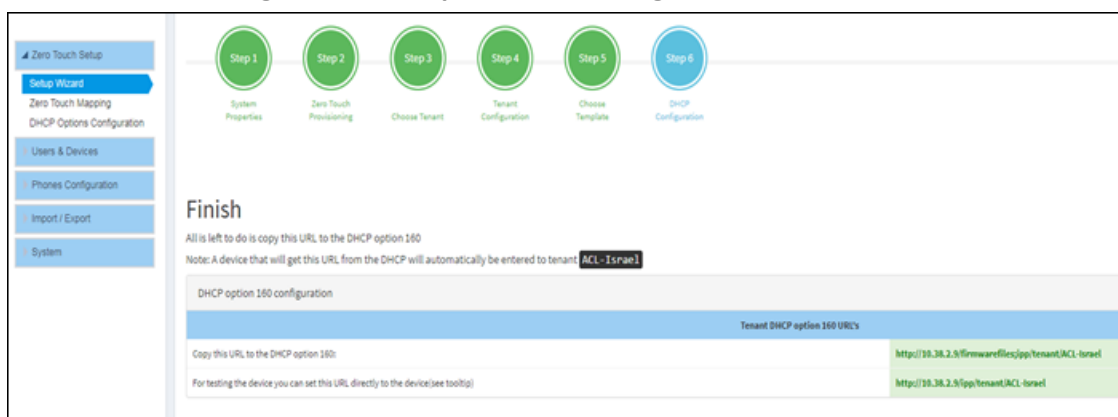 Zero Touch Setup
Setup Wizard
Zero Touch Mapping
DHCP Options Configuration
Users & Devices
Phones Configuration
Import / Export
System
Step 1
Step 2
Step 3
Step 4
Step 5
Step 6
System Properties
Zero Touch Provisioning
Choose Tenant
Tenant Configuration
Choose Template
DHCP Configuration
Finish
All is left to do is copy this URL to the DHCP option 160
Note: A device that will get this URL from the DHCP will automatically be entered to tenant ACL-Israel
DHCP option 160 configuration
Tenant DHCP option 160 URL's
Copy this URL to the DHCP option 160:
http://10.38.2.9/firmwarefiles;ipp/tenant/ACL-Israel
For testing the device you can set this URL directly to the device(see tooltip)
http://10.38.2.9/ipp/tenant/ACL-Israel